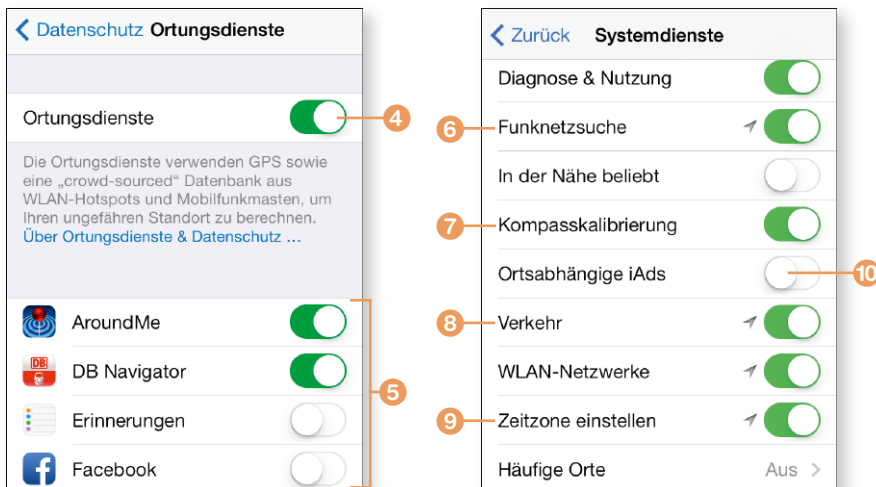 Datenschutz Ortungsdienste
Ortungsdienste
4
Die Ortungsdienste verwenden GPS sowie
eine „crowd-sourced“ Datenbank aus
WLAN-Hotspots und Mobilfunkmasten, um
Ihren ungefähren Standort zu berechnen.
Über Ortungsdienste & Datenschutz …
AroundMe
DB
DB Navigator
5
Erinnerungen
f
Facebook
Zurück Systemdienste
Diagnose & Nutzung
6 Funknetzsuche
In der Nähe beliebt
7 Kompasskalibrierung
Ortsabhängige iAds
10
8 Verkehr
WLAN-Netzwerke
9 Zeitzone einstellen
Häufige Orte Aus